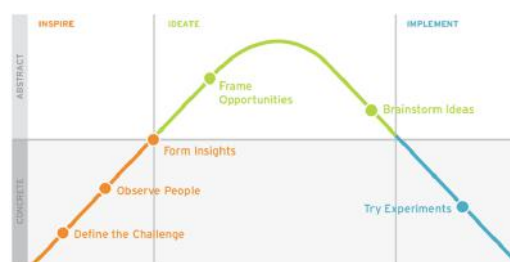 INSPIRE
IDEATE
IMPLEMENT
ABSTRACT
Frame
Opportunities
Brainstorm Ideas
Form Insights
CONCRETE
Observe People
Try Experiments
Define the Challenge